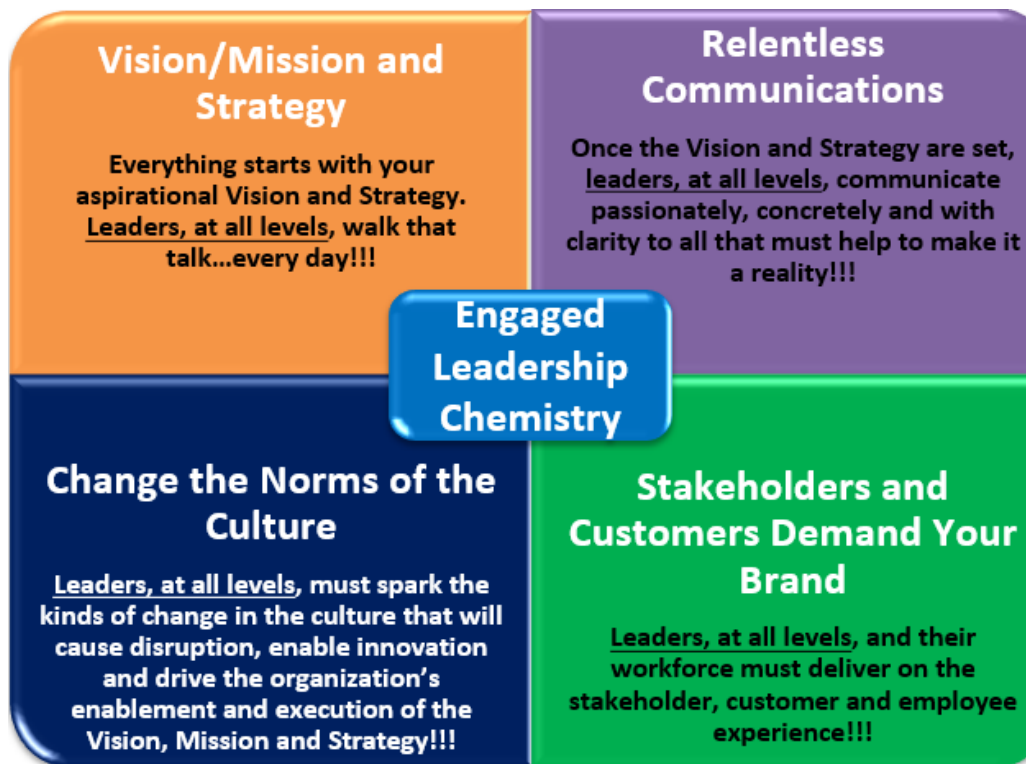 Vision/Mission and
Strategy
Everything starts with your
aspirational Vision and Strategy.
Leaders, at all levels, walk that
talk...every day!!!
Relentless
Communications
Once the Vision and Strategy are set,
leaders, at all levels, communicate
passionately, concretely and with
clarity to all that must help to make it
a reality!!!
Engaged
Leadership
Chemistry
Change the Norms of the
Culture
Leaders, at all levels, must spark the
kinds of change in the culture that will
cause disruption, enable innovation
and drive the organization’s
enablement and execution of the
Vision, Mission and Strategy!!!
Stakeholders and
Customers Demand Your
Brand
Leaders, at all levels, and their
workforce must deliver on the
stakeholder, customer and employee
experience!!!